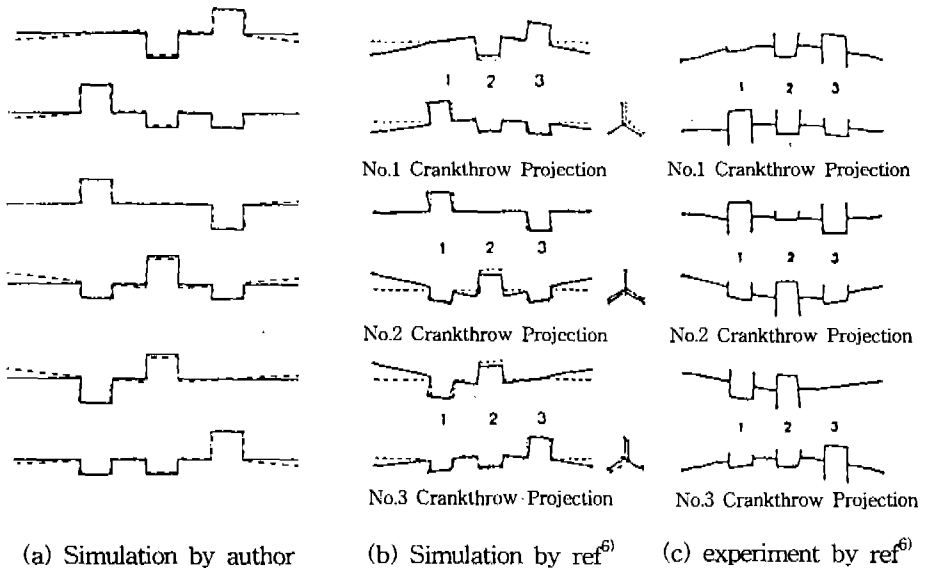 1 2 3
1 2 3
No.1 Crankthrow Projection
No.1 Crankthrow Projection
1 2 3
1 2 3
No.2 Crankthrow Projection
No.2 Crankthrow Projection
1 2 3
1 2 3
No.3 Crankthrow Projection
No.3 Crankthrow Projection
(a) Simulation by author
(b) Simulation by ref⁶⁾
(c) experiment by ref⁶⁾